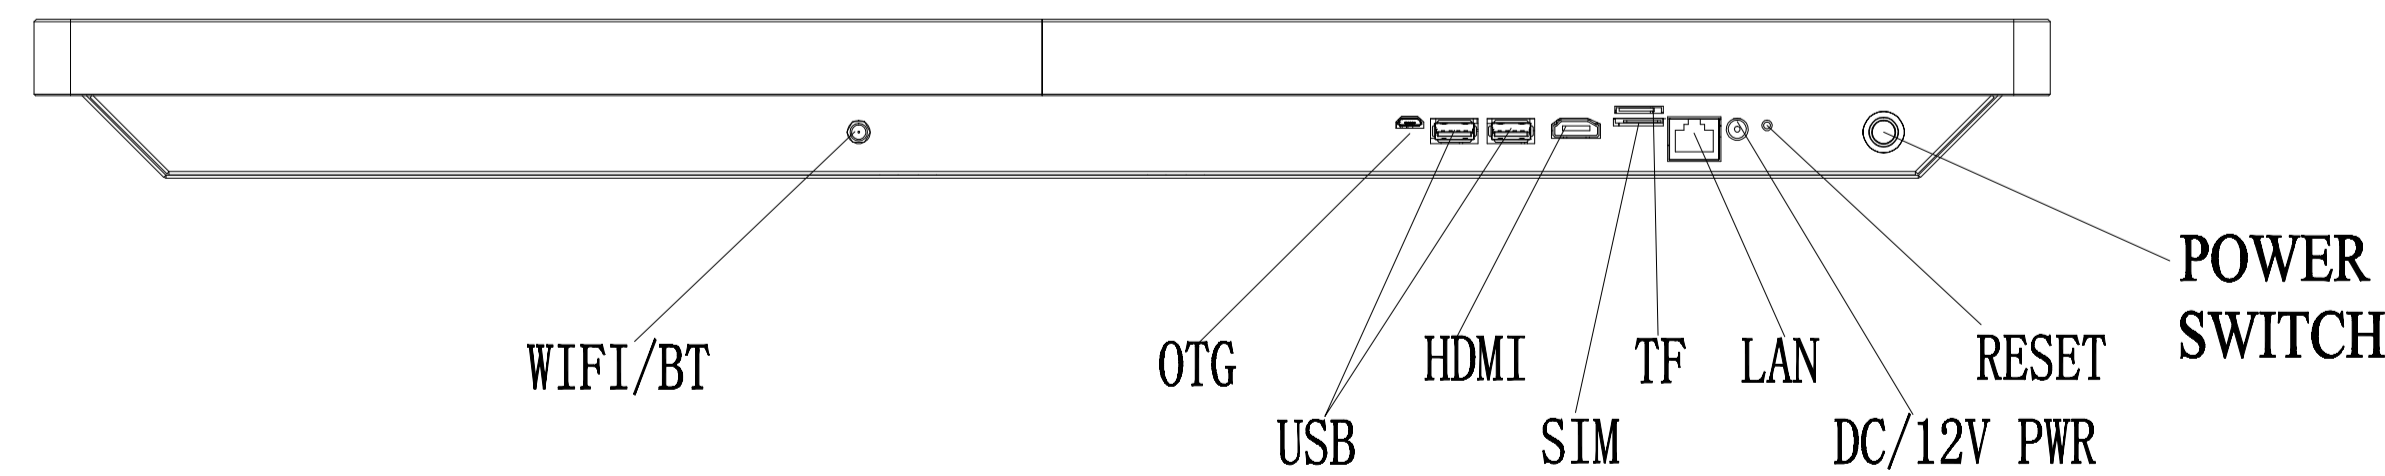 POWER
SWITCH
WIFI/BT
OTG
HDMI
TF
LAN
RESET
USB
SIM
DC/12V PWR